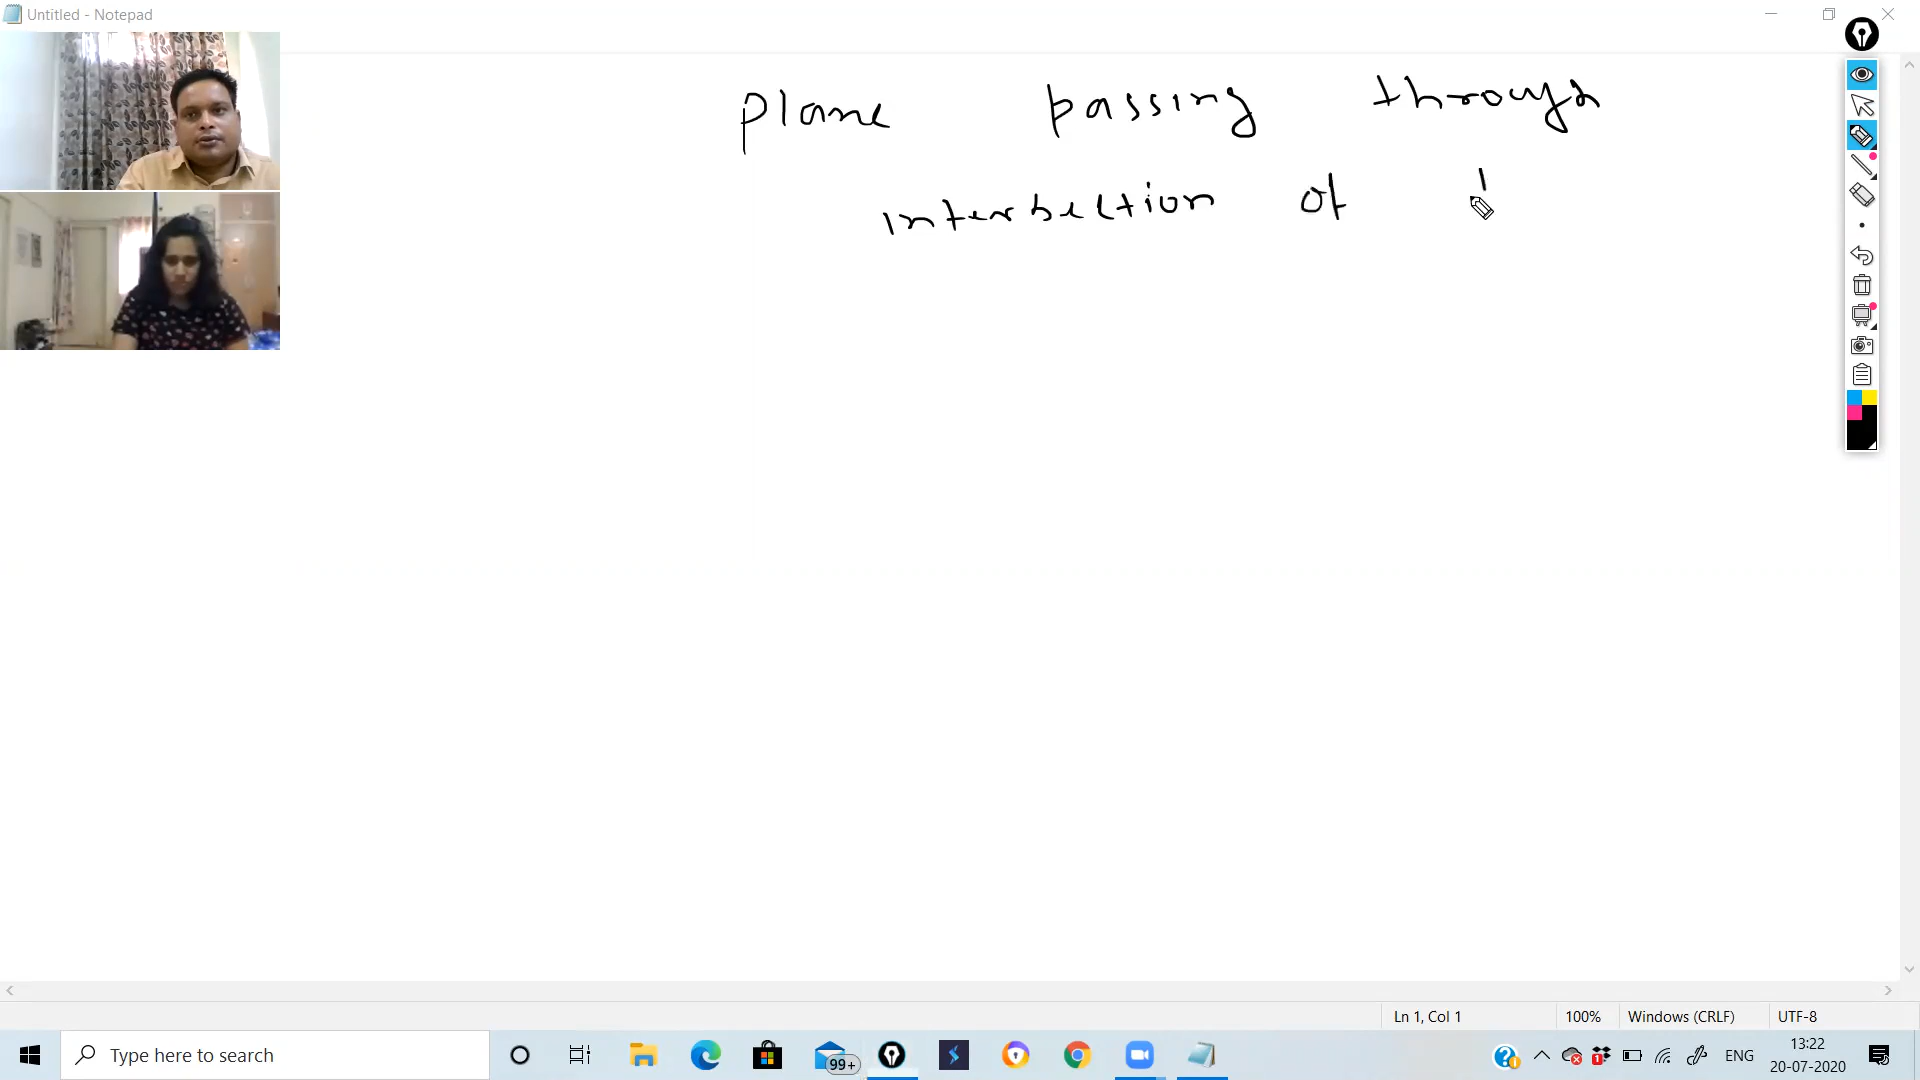 Untitled - Notepad
plane passing through
intersection of
Ln 1, Col 1 100% Windows (CRLF) UTF-8
Type here to search
99+
ENG
13:22
20-07-2020